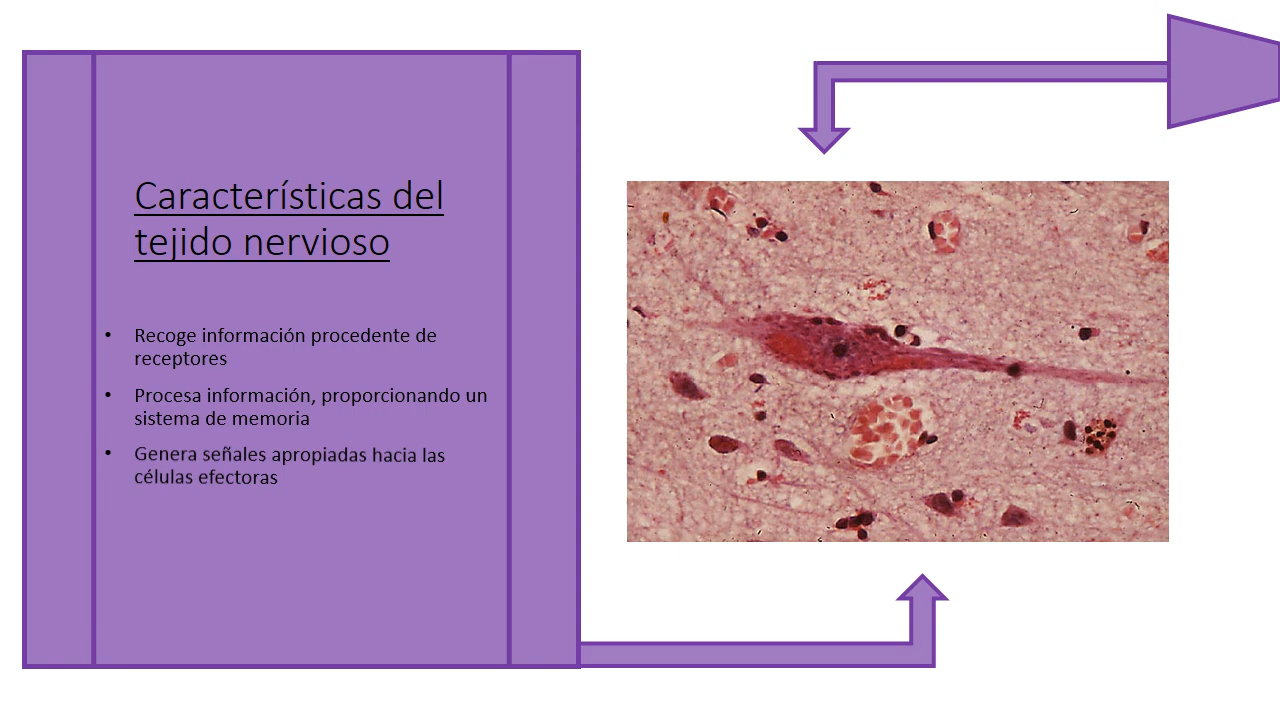 Características del
tejido nervioso
• Recoge información procedente de
receptores
• Procesa información, proporcionando un
sistema de memoria
• Genera señales apropiadas hacia las
células efectoras